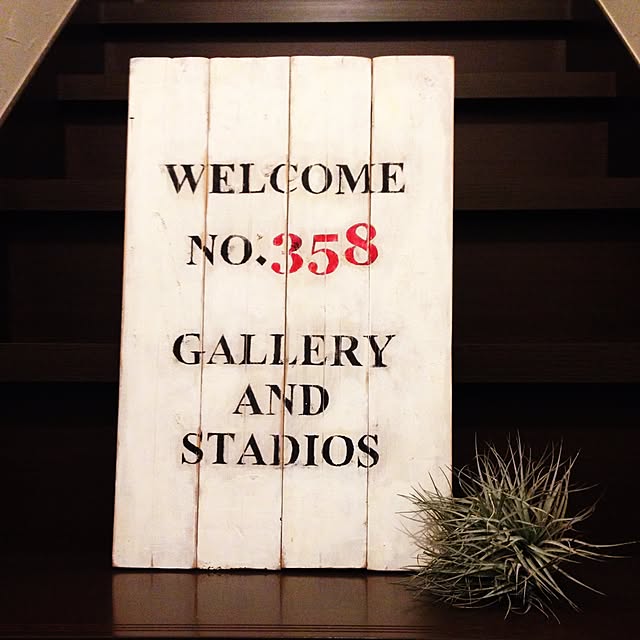 WELCOME
NO.358
GALLERY
AND
STADIOS